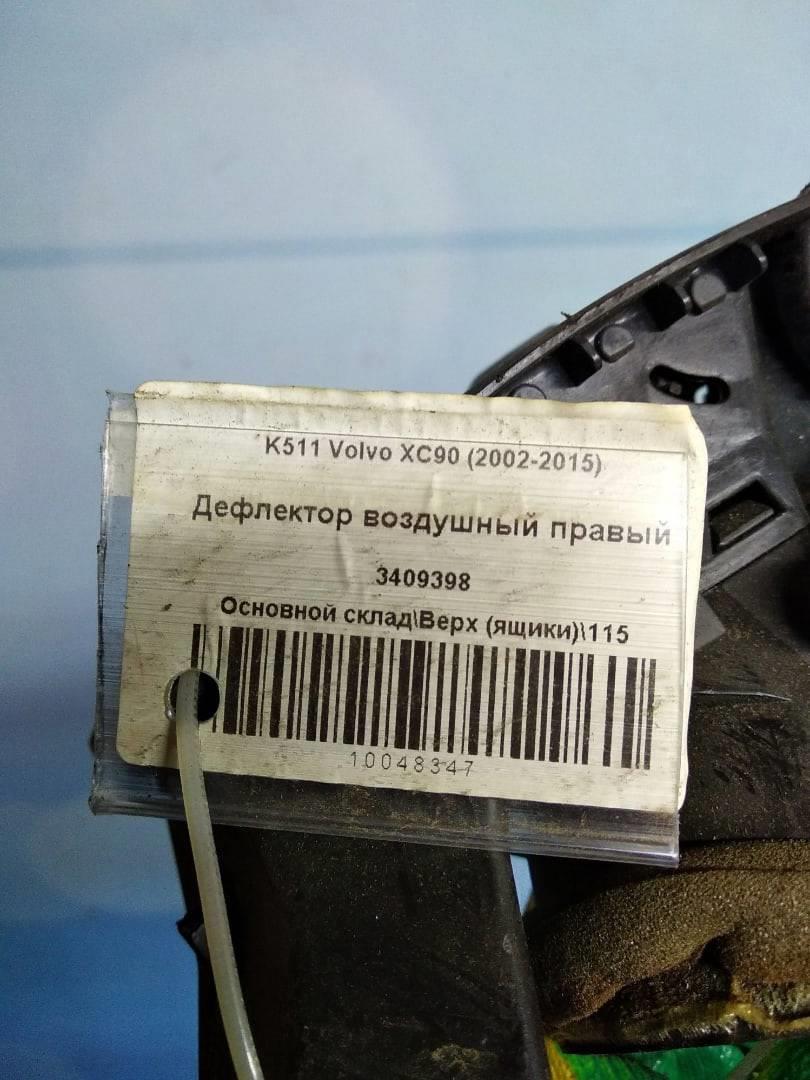 K511 Volvo XC90 (2002-2015)
Дефлектор воздушный правый
3409398
Основной склад\Верх (ящики)\115
10048347